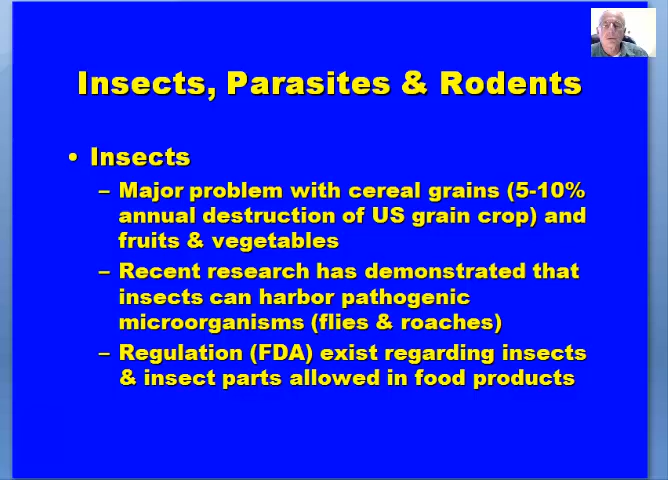 Insects, Parasites & Rodents
• Insects
– Major problem with cereal grains (5-10%
annual destruction of US grain crop) and
fruits & vegetables
– Recent research has demonstrated that
insects can harbor pathogenic
microorganisms (flies & roaches)
– Regulation (FDA) exist regarding insects
& insect parts allowed in food products